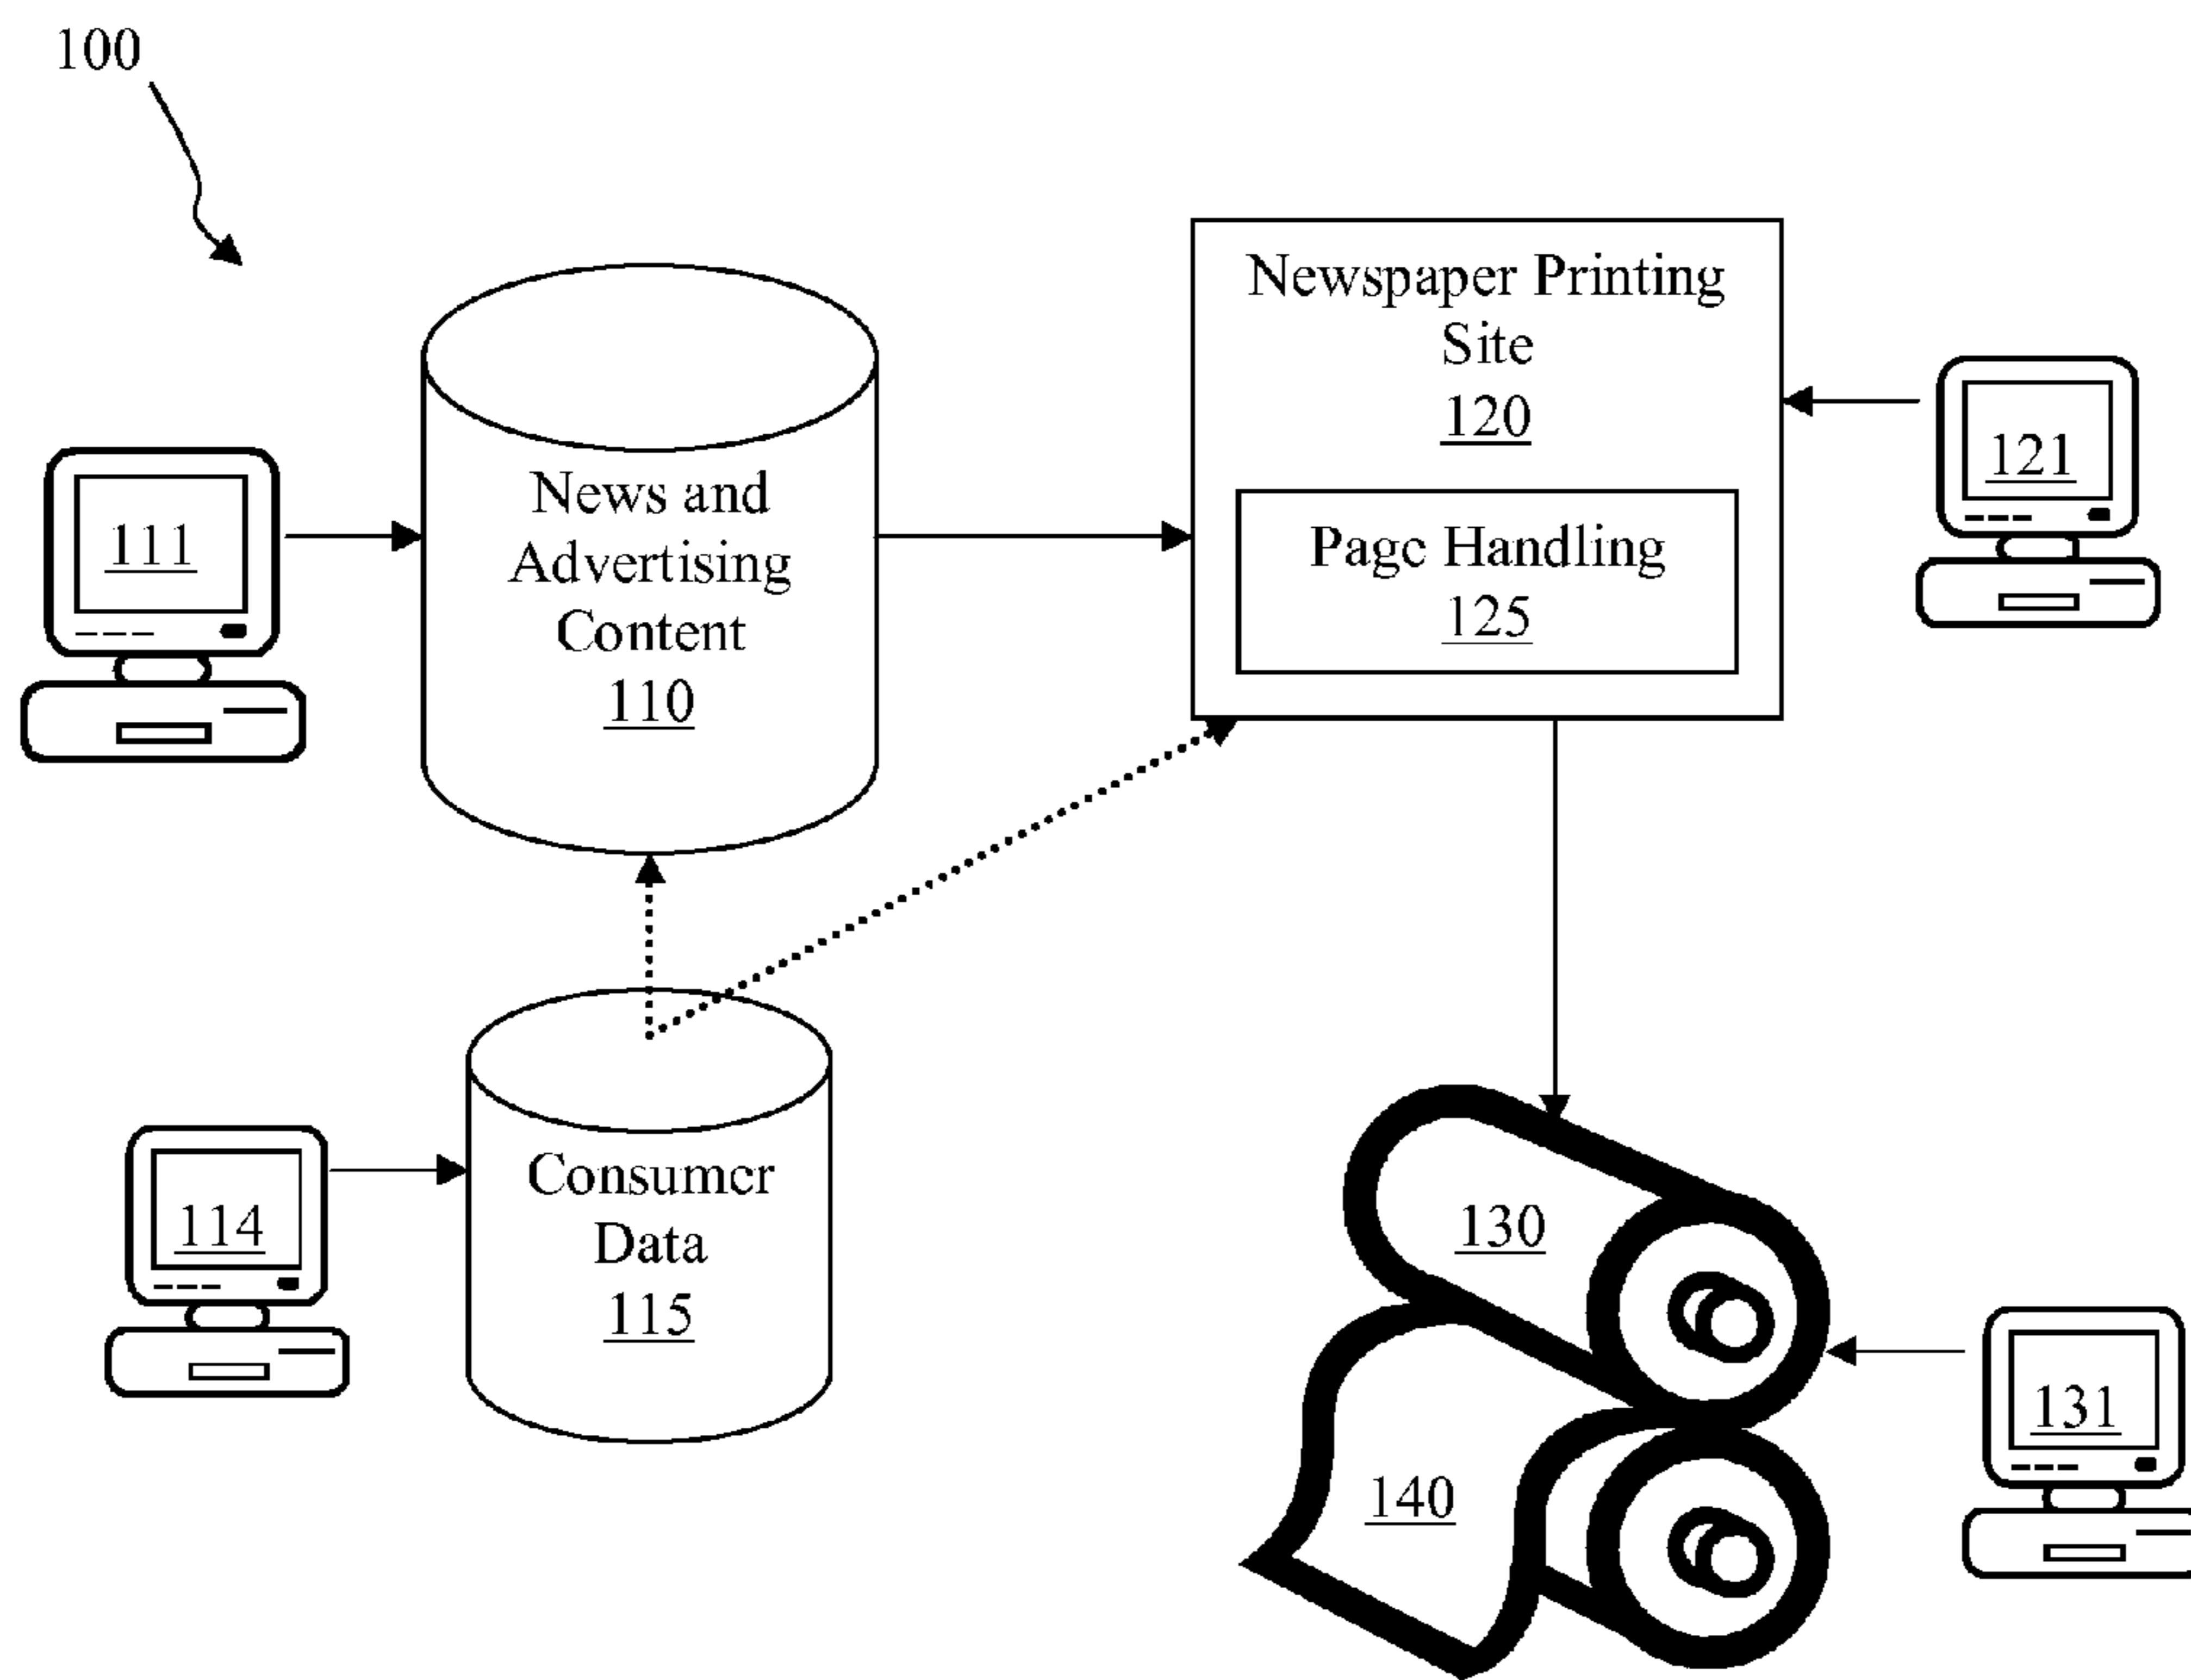 100
Newspaper Printing
Site
120
121
News and
Advertising
Content
110
111
Page Handling
125
Consumer
Data
115
114
130
131
140